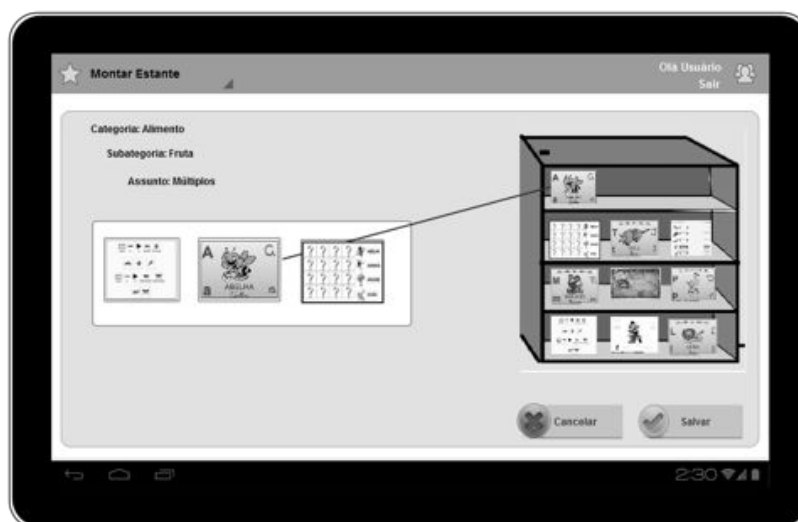 Montar Estante
Olá Usuário
Sair
Categoria: Alimento
Subategoria: Fruta
Assunto: Múltiplos
A
a
ABELHA
Cancelar
Salvar
2:30